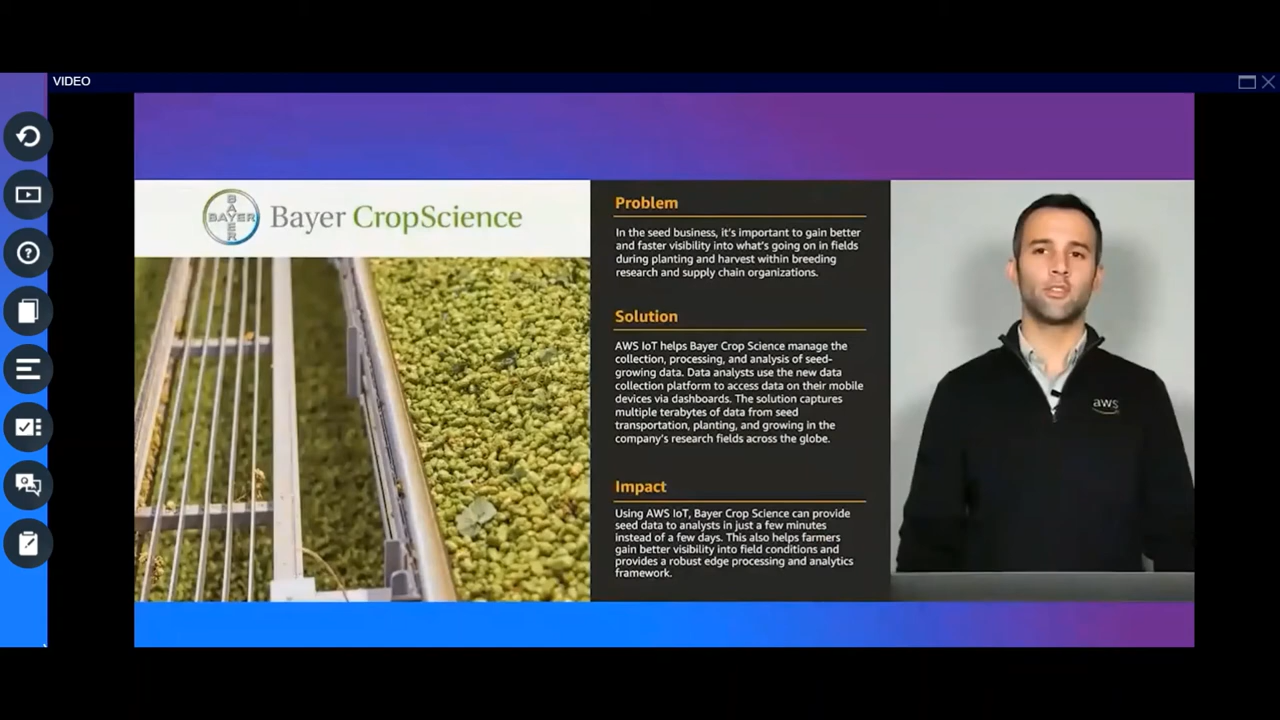 VIDEO
BAYER
BAYER
Bayer CropScience
Problem
In the seed business, it's important to gain better
and faster visibility into what's going on in fields
during planting and harvest within breeding
research and supply chain organizations.
Solution
AWS IoT helps Bayer Crop Science manage the
collection, processing, and analysis of seed-
growing data. Data analysts use the new data
collection platform to access data on their mobile
devices via dashboards. The solution captures
multiple terabytes of data from seed
transportation, planting, and growing in the
company's research fields across the globe.
Impact
Using AWS IoT, Bayer Crop Science can provide
seed data to analysts in just a few minutes
instead of a few days. This also helps farmers
gain better visibility into field conditions and
provides a robust edge processing and analytics
framework.
aws